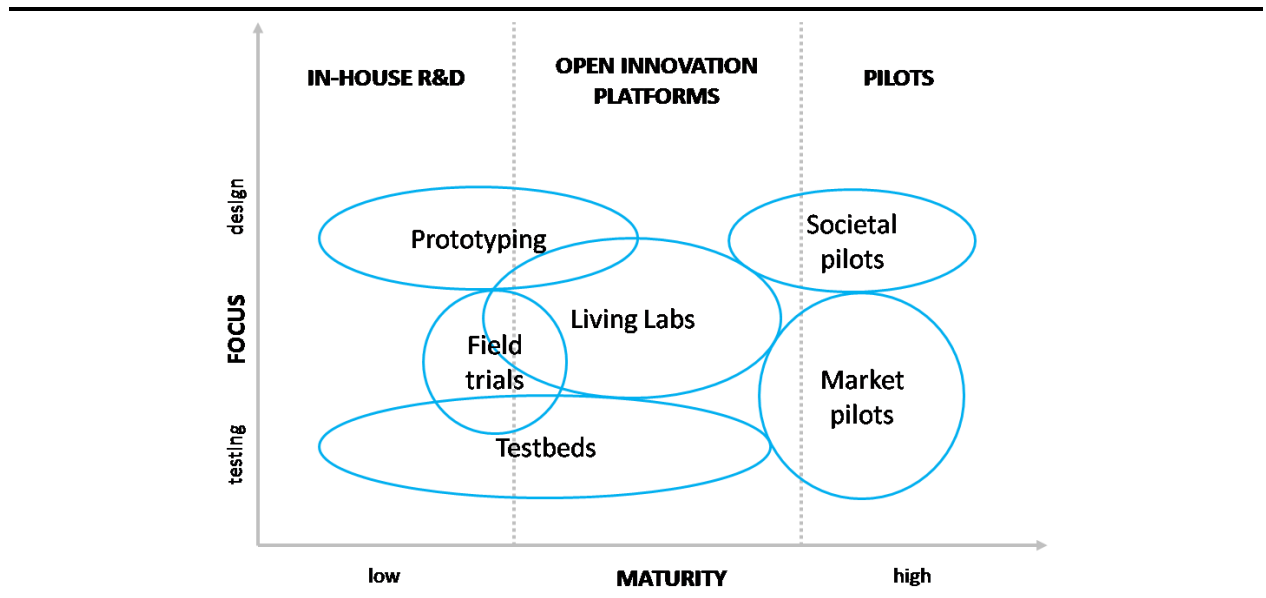 IN-HOUSE R&D
OPEN INNOVATION
PLATFORMS
PILOTS
design
FOCUS
testing
Prototyping
Societal
pilots
Living Labs
Field
trials
Market
pilots
Testbeds
low
MATURITY
high